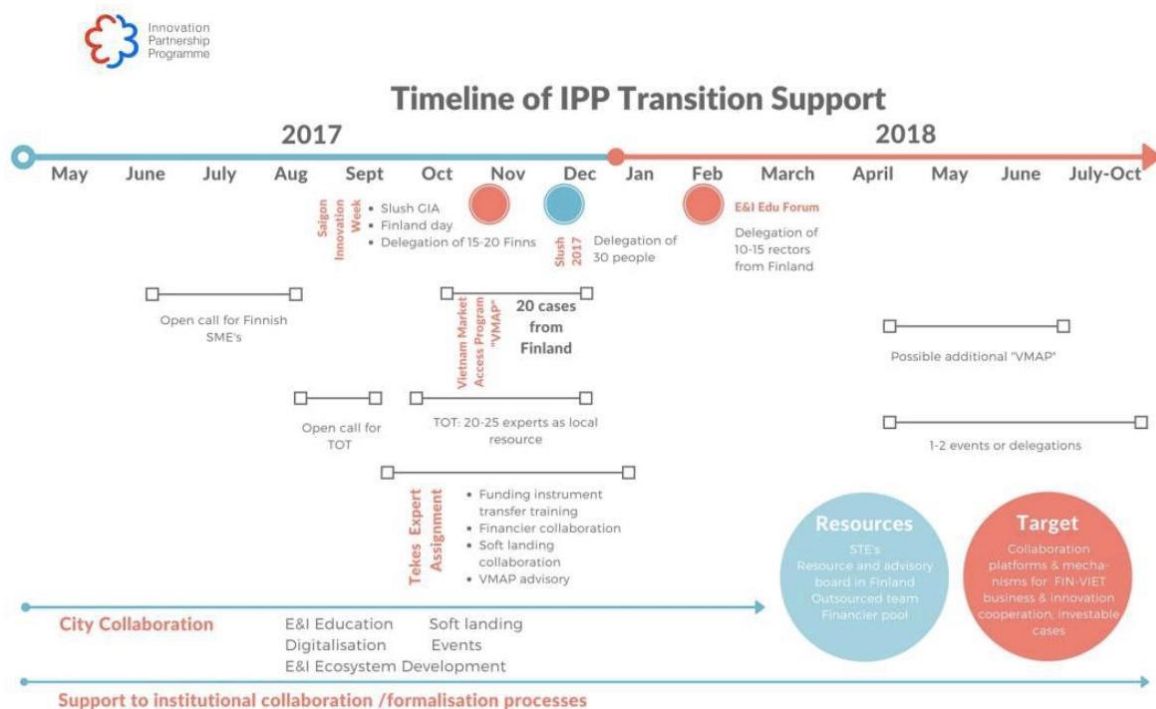 Innovation
Partnership
Programme
Timeline of IPP Transition Support
2017
2018
May June July Aug Sept Oct Nov Dec Jan Feb March April May June July-Oct
Saigon
Innovation
Week
• Slush GIA
• Finland day
• Delegation of 15-20 Finns
Slush
2017
Delegation of
30 people
E&I Edu Forum
Delegation of
10-15 rectors
from Finland
Open call for Finnish
SME's
Vietnam Market
Access Program
"VMAP"
20 cases
from
Finland
Possible additional "VMAP"
Open call for
TOT
TOT: 20-25 experts as local
resource
1-2 events or delegations
Tekes Expert
Assignment
• Funding instrument
transfer training
• Financier collaboration
• Soft landing
collaboration
• VMAP advisory
Resources
STE's
Resource and advisory
board in Finland
Outsourced team
Financier pool
Target
Collaboration
platforms & mecha-
nisms for FIN-VIET
business & innovation
cooperation, investable
cases
City Collaboration
E&I Education Soft landing
Digitalisation Events
E&I Ecosystem Development
Support to institutional collaboration /formalisation processes